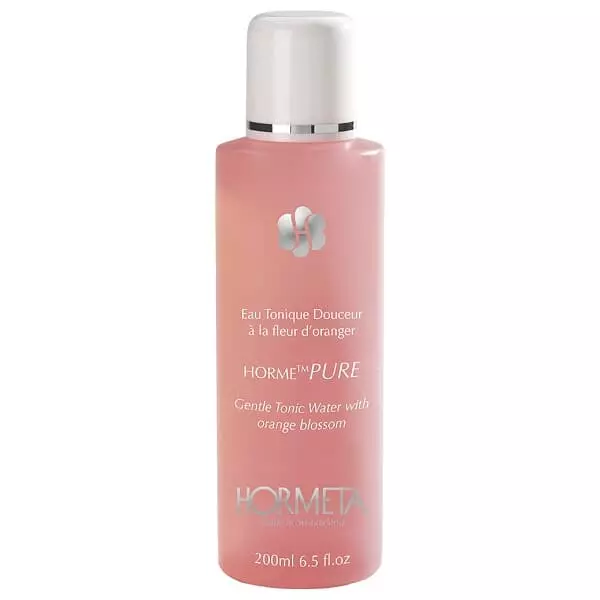 Eau Tonique Douceur
à la fleur d'oranger
HORME™PURE
Gentle Tonic Water with
orange blossom
HORMETA
200ml 6.5 fl.oz